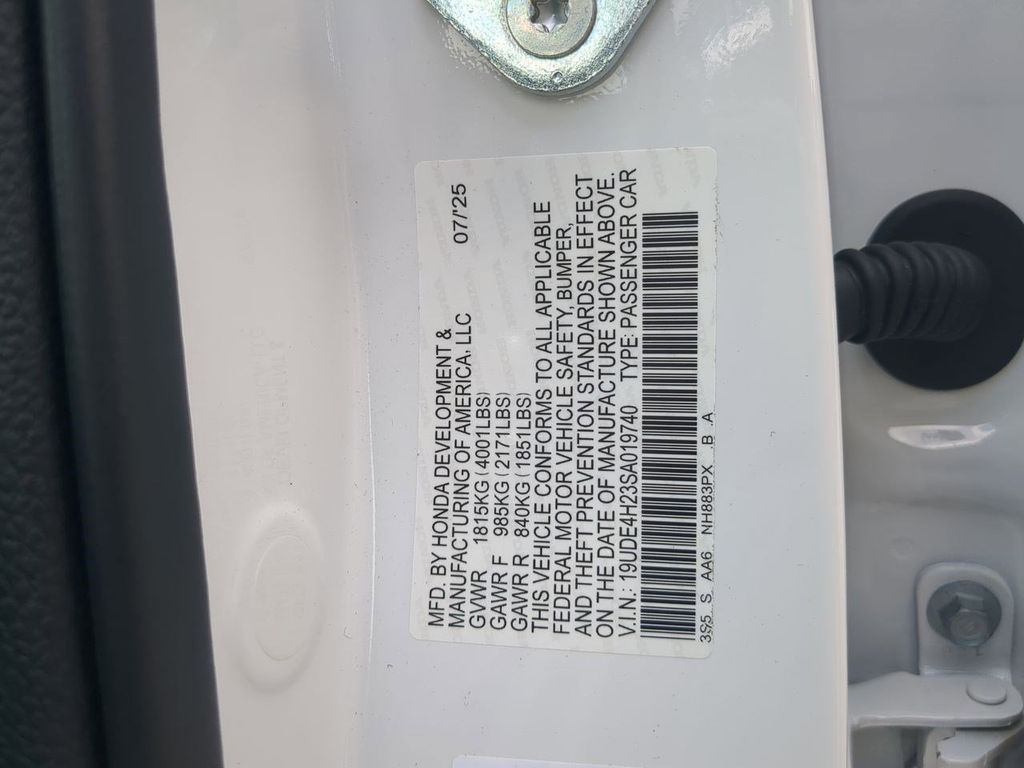 MFD. BY HONDA DEVELOPMENT & 07/'25
MANUFACTURING OF AMERICA, LLC
GVWR 1815KG (4001LBS)
GAWR F 985KG (2171LBS)
GAWR R 840KG (1851LBS)
THIS VEHICLE CONFORMS TO ALL APPLICABLE
FEDERAL MOTOR VEHICLE SAFETY, BUMPER,
AND THEFT PREVENTION STANDARDS IN EFFECT
ON THE DATE OF MANUFACTURE SHOWN ABOVE.
V.I.N.: 19UDE4H23SA019740 TYPE: PASSENGER CAR
395 S AA6 NH883PX B A